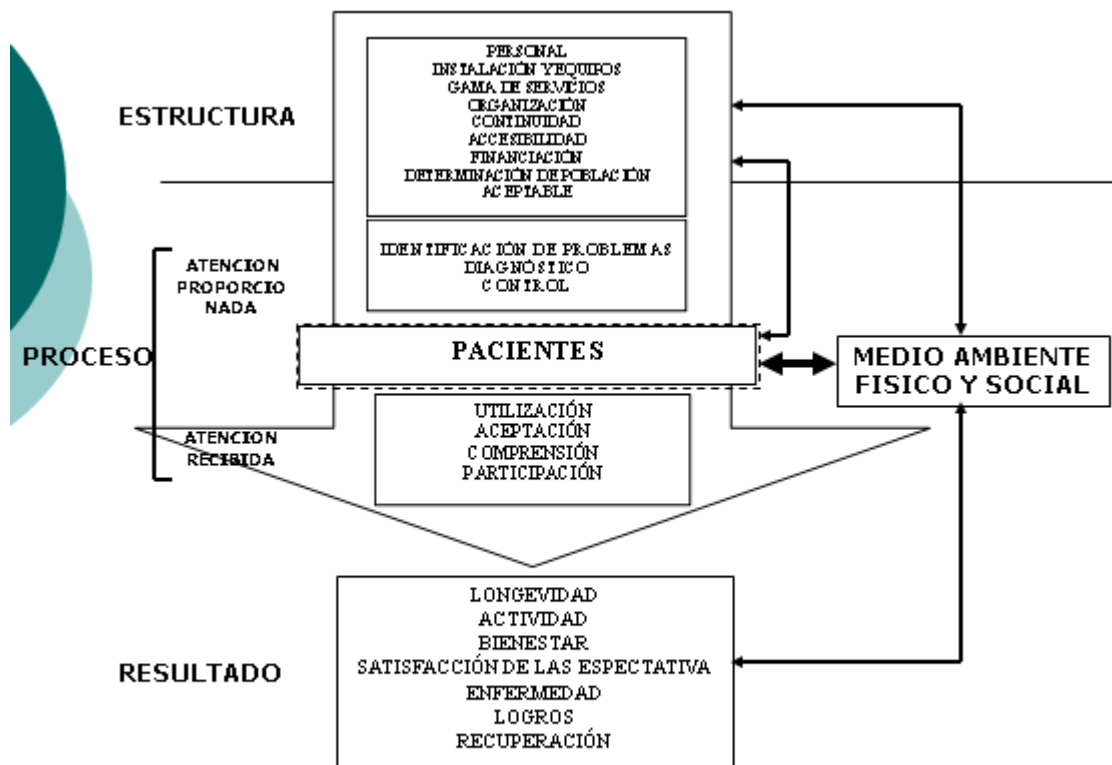 ESTRUCTURA
PERSONAL
INSTALACIÓN Y EQUIPOS
GAMA DE SERVICIOS
ORGANIZACIÓN
CONTINUIDAD
ACCESIBILIDAD
FINANCIACIÓN
DETERMINACIÓN DE POBLACIÓN
ACEPTABLE
IDENTIFICACIÓN DE PROBLEMAS
DIAGNÓSTICO
CONTROL
ATENCION
PROPORCIO
NADA
PROCESO
PACIENTES
MEDIO AMBIENTE
FISICO Y SOCIAL
ATENCION
RECIBIDA
UTILIZACIÓN
ACEPTACIÓN
COMPRENSIÓN
PARTICIPACIÓN
RESULTADO
LONGEVIDAD
ACTIVIDAD
BIENESTAR
SATISFACCIÓN DE LAS ESPECTATIVA
ENFERMEDAD
LOGROS
RECUPERACIÓN